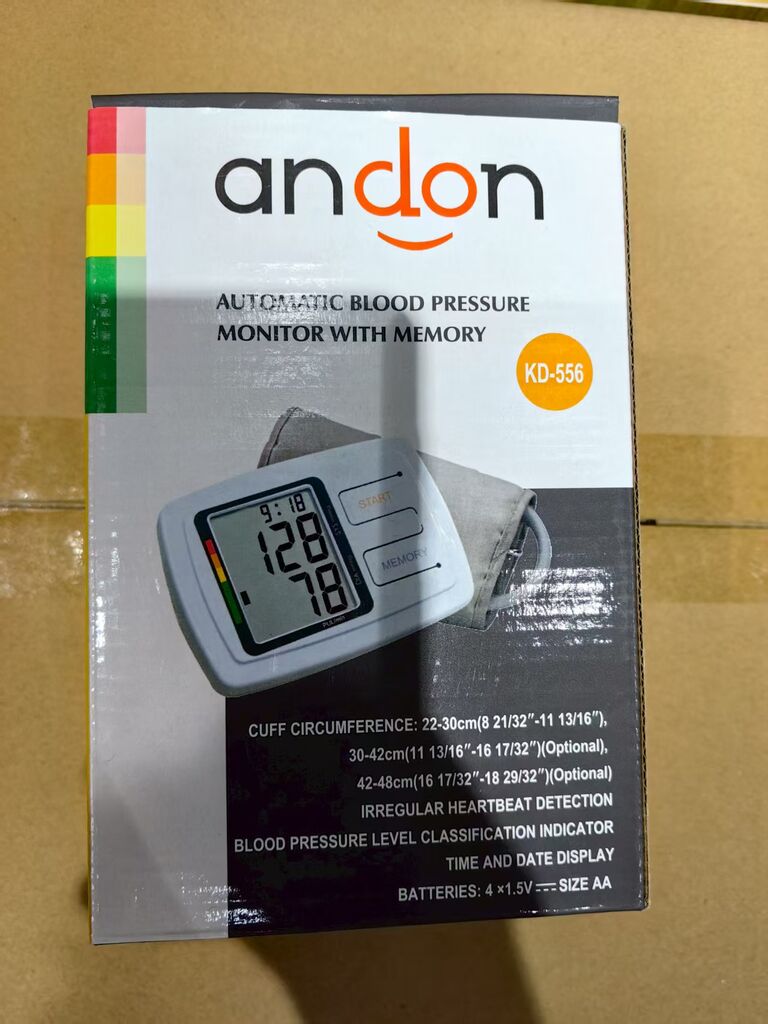 andon
AUTOMATIC BLOOD PRESSURE
MONITOR WITH MEMORY
KD-556
9:18
128
78
PUL/min
START
MEMORY
CUFF CIRCUMFERENCE: 22-30cm(8 21/32"-11 13/16"),
30-42cm(11 13/16"-16 17/32")(Optional),
42-48cm(16 17/32"-18 29/32")(Optional)
IRREGULAR HEARTBEAT DETECTION
BLOOD PRESSURE LEVEL CLASSIFICATION INDICATOR
TIME AND DATE DISPLAY
BATTERIES: 4 ×1.5V ⎓ SIZE AA